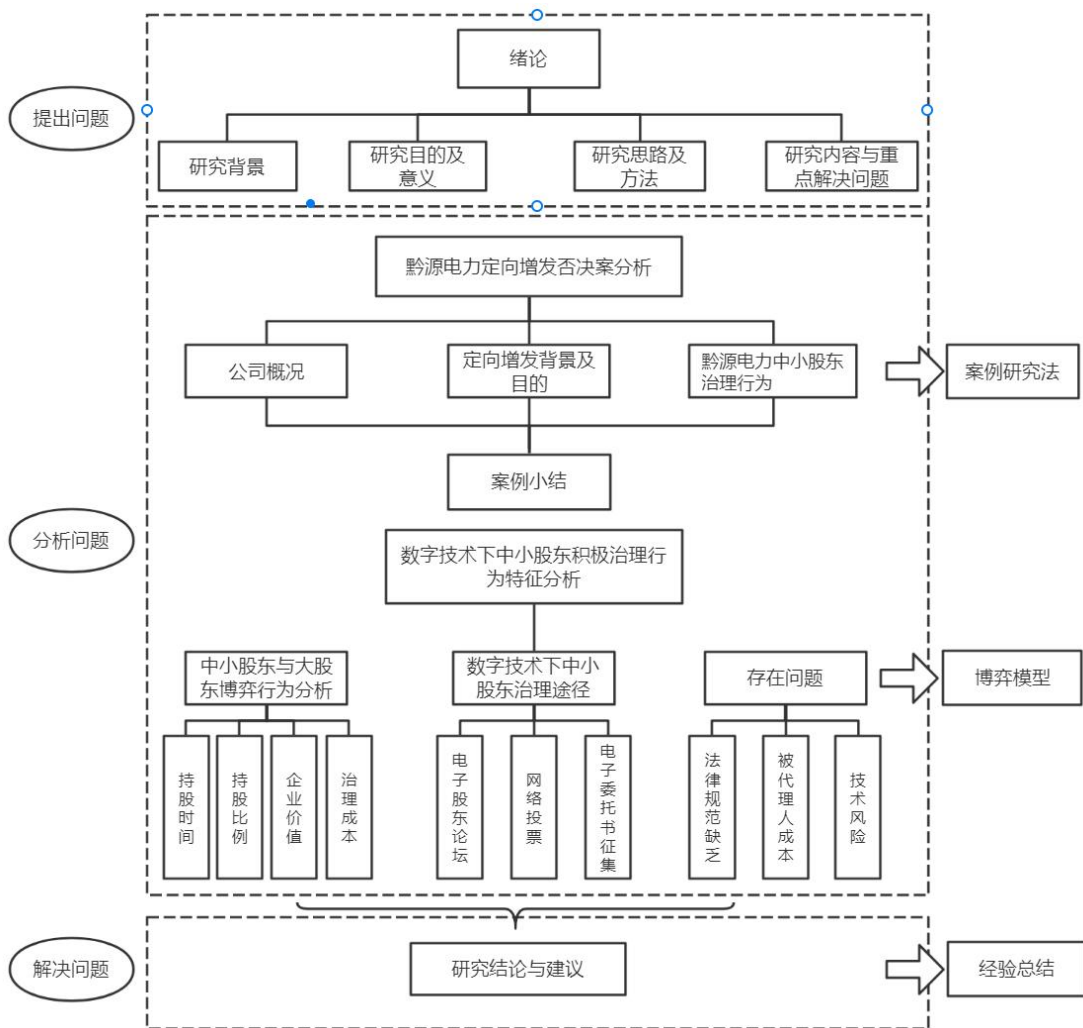 绪论
提出问题
研究背景
研究目的及
意义
研究思路及
方法
研究内容与重
点解决问题
黔源电力定向增发否决案分析
公司概况
定向增发背景及
目的
黔源电力中小股东
治理行为
案例研究法
案例小结
分析问题
数字技术下中小股东积极治理行
为特征分析
中小股东与大股
东博弈行为分析
数字技术下中小
股东治理途径
存在问题
博弈模型
持股时间
持股比例
企业价值
治理成本
电子股东论坛
网络投票
电子委托书征集
法律规范缺乏
被代理人成本
技术风险
解决问题
研究结论与建议
经验总结